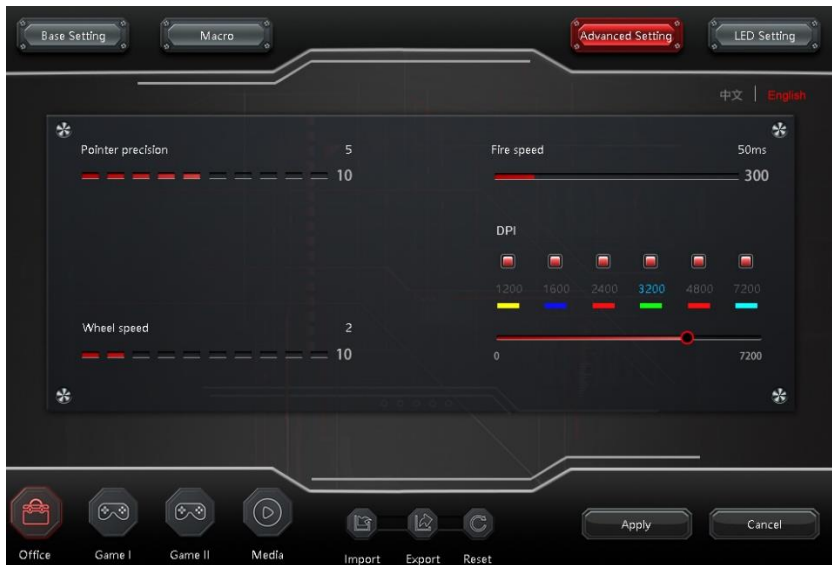 Base Setting
Macro
Advanced Setting
LED Setting
中文 | English
Pointer precision 5
10
Fire speed 50ms
300
DPI
1200 1600 2400 3200 4800 7200
0 7200
Wheel speed 2
10
Office
Game I
Game II
Media
Import
Export
Reset
Apply
Cancel